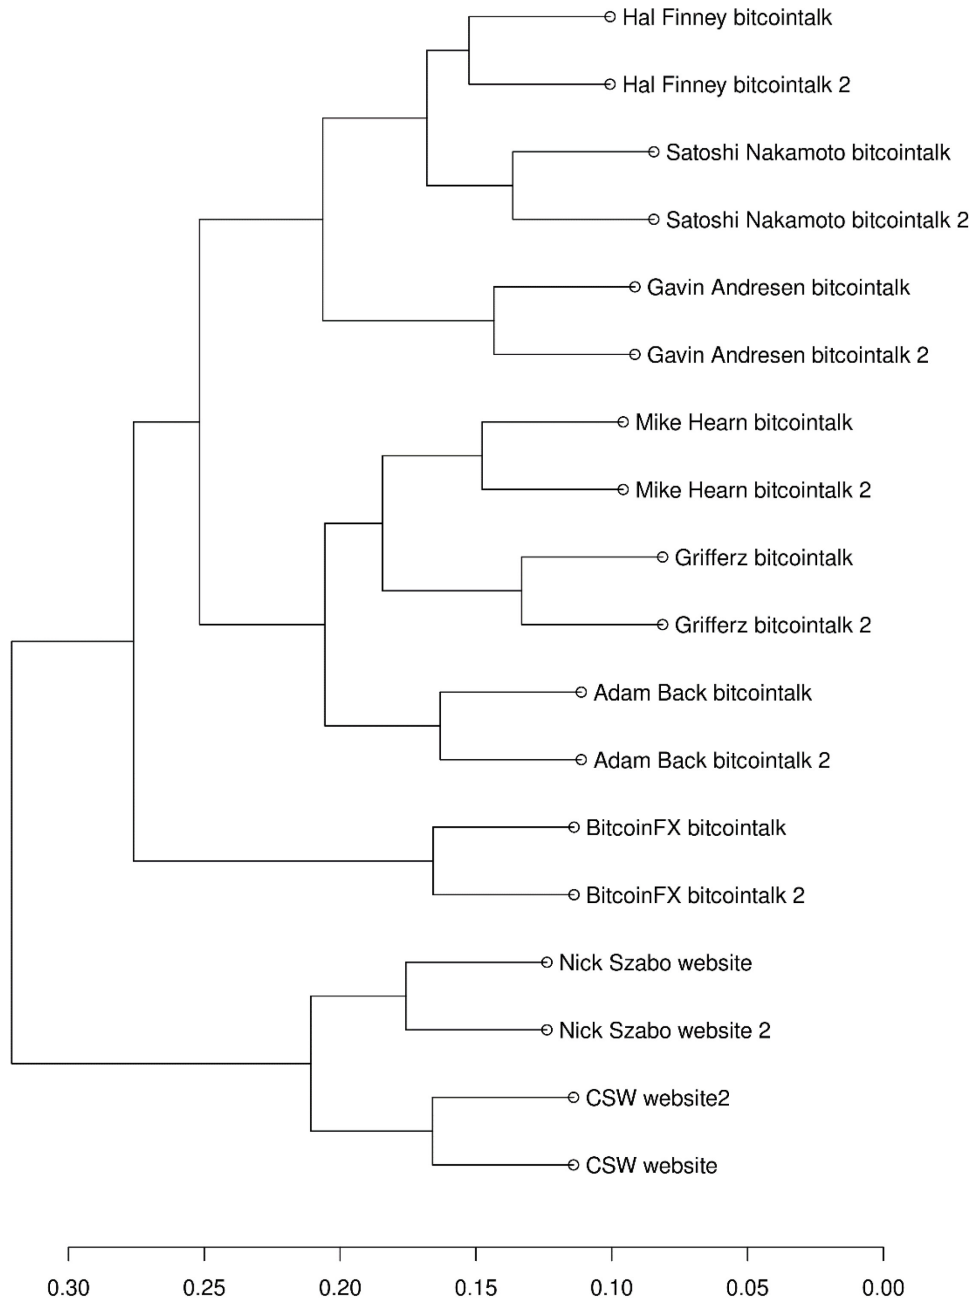 Hal Finney bitcointalk
Hal Finney bitcointalk 2
Satoshi Nakamoto bitcointalk
Satoshi Nakamoto bitcointalk 2
Gavin Andresen bitcointalk
Gavin Andresen bitcointalk 2
Mike Hearn bitcointalk
Mike Hearn bitcointalk 2
Grifferz bitcointalk
Grifferz bitcointalk 2
Adam Back bitcointalk
Adam Back bitcointalk 2
BitcoinFX bitcointalk
BitcoinFX bitcointalk 2
Nick Szabo website
Nick Szabo website 2
CSW website2
CSW website
0.30 0.25 0.20 0.15 0.10 0.05 0.00